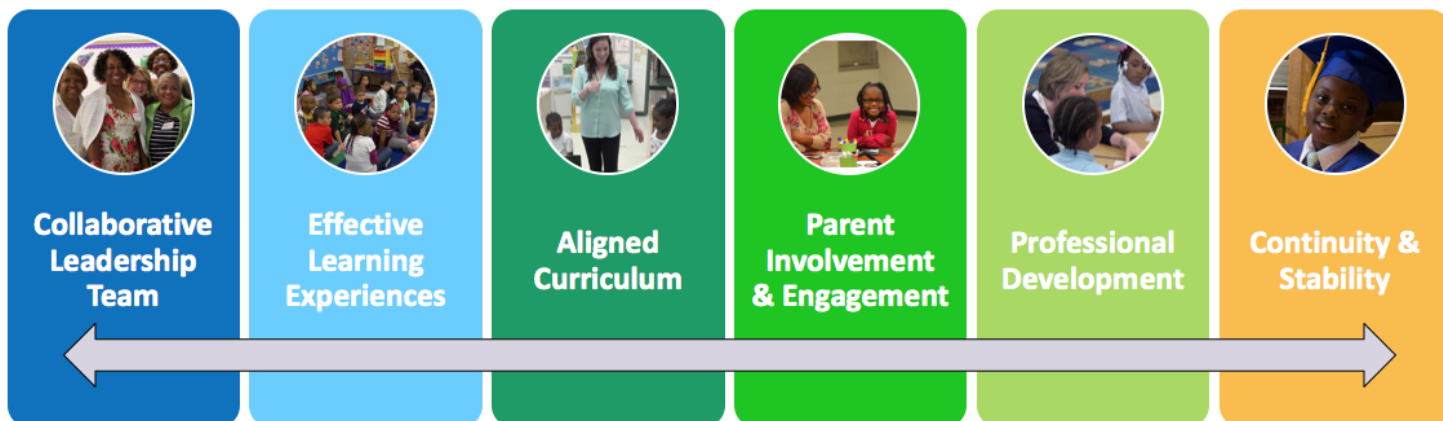 Collaborative
Leadership
Team
Effective
Learning
Experiences
Aligned
Curriculum
Parent
Involvement
& Engagement
Professional
Development
Continuity &
Stability